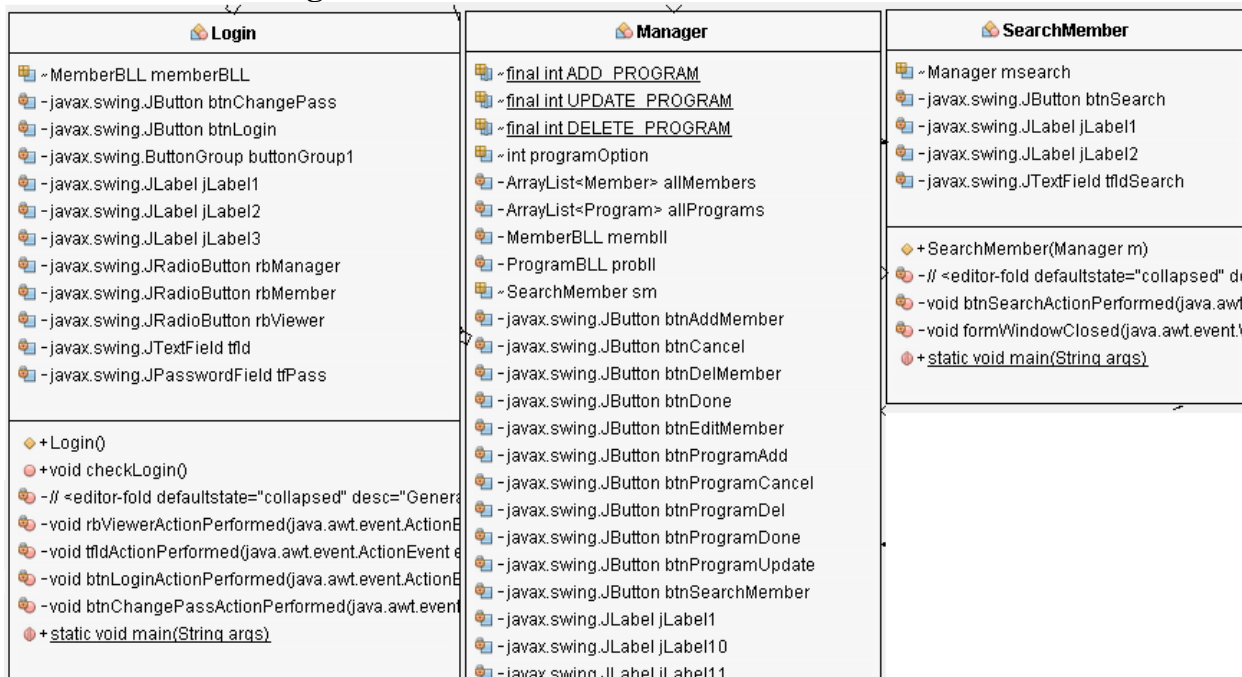 Login
~MemberBLL memberBLL
-javax.swing.JButton btnChangePass
-javax.swing.JButton btnLogin
-javax.swing.ButtonGroup buttonGroup1
-javax.swing.JLabel jLabel1
-javax.swing.JLabel jLabel2
-javax.swing.JLabel jLabel3
-javax.swing.JRadioButton rbManager
-javax.swing.JRadioButton rbMember
-javax.swing.JRadioButton rbViewer
-javax.swing.JTextField tfId
-javax.swing.JPasswordField tfPass
+Login()
+void checkLogin()
-// <editor-fold defaultstate="collapsed" desc="Genera
-void rbViewerActionPerformed(java.awt.event.ActionE
-void tfIdActionPerformed(java.awt.event.ActionEvent e
-void btnLoginActionPerformed(java.awt.event.ActionE
-void btnChangePassActionPerformed(java.awt.event
+static void main(String args)
Manager
~final int ADD_PROGRAM
~final int UPDATE_PROGRAM
~final int DELETE_PROGRAM
~int programOption
-ArrayList<Member> allMembers
-ArrayList<Program> allPrograms
-MemberBLL membll
-ProgramBLL probll
~SearchMember sm
-javax.swing.JButton btnAddMember
-javax.swing.JButton btnCancel
-javax.swing.JButton btnDelMember
-javax.swing.JButton btnDone
-javax.swing.JButton btnEditMember
-javax.swing.JButton btnProgramAdd
-javax.swing.JButton btnProgramCancel
-javax.swing.JButton btnProgramDel
-javax.swing.JButton btnProgramDone
-javax.swing.JButton btnProgramUpdate
-javax.swing.JButton btnSearchMember
-javax.swing.JLabel jLabel1
-javax.swing.JLabel jLabel10
-javax.swing.JLabel jLabel11
SearchMember
~Manager msearch
-javax.swing.JButton btnSearch
-javax.swing.JLabel jLabel1
-javax.swing.JLabel jLabel2
-javax.swing.JTextField tfIdSearch
+SearchMember(Manager m)
-// <editor-fold defaultstate="collapsed" de
-void btnSearchActionPerformed(java.awt
-void formWindowClosed(java.awt.event.
+static void main(String args)